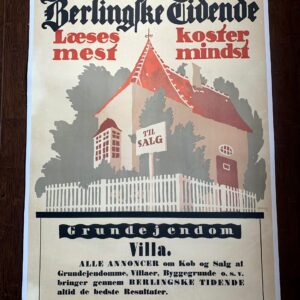 Berlingske Tidende
Læses koster
mest mindst
TIL
SALG
Grundejendom
Villa.
ALLE ANNONCER om Køb og Salg af
Grundejendomme, Villaer, Byggegrunde o. s. v.
bringer gennem BERLINGSKE TIDENDE
altid de bedste Resultater.